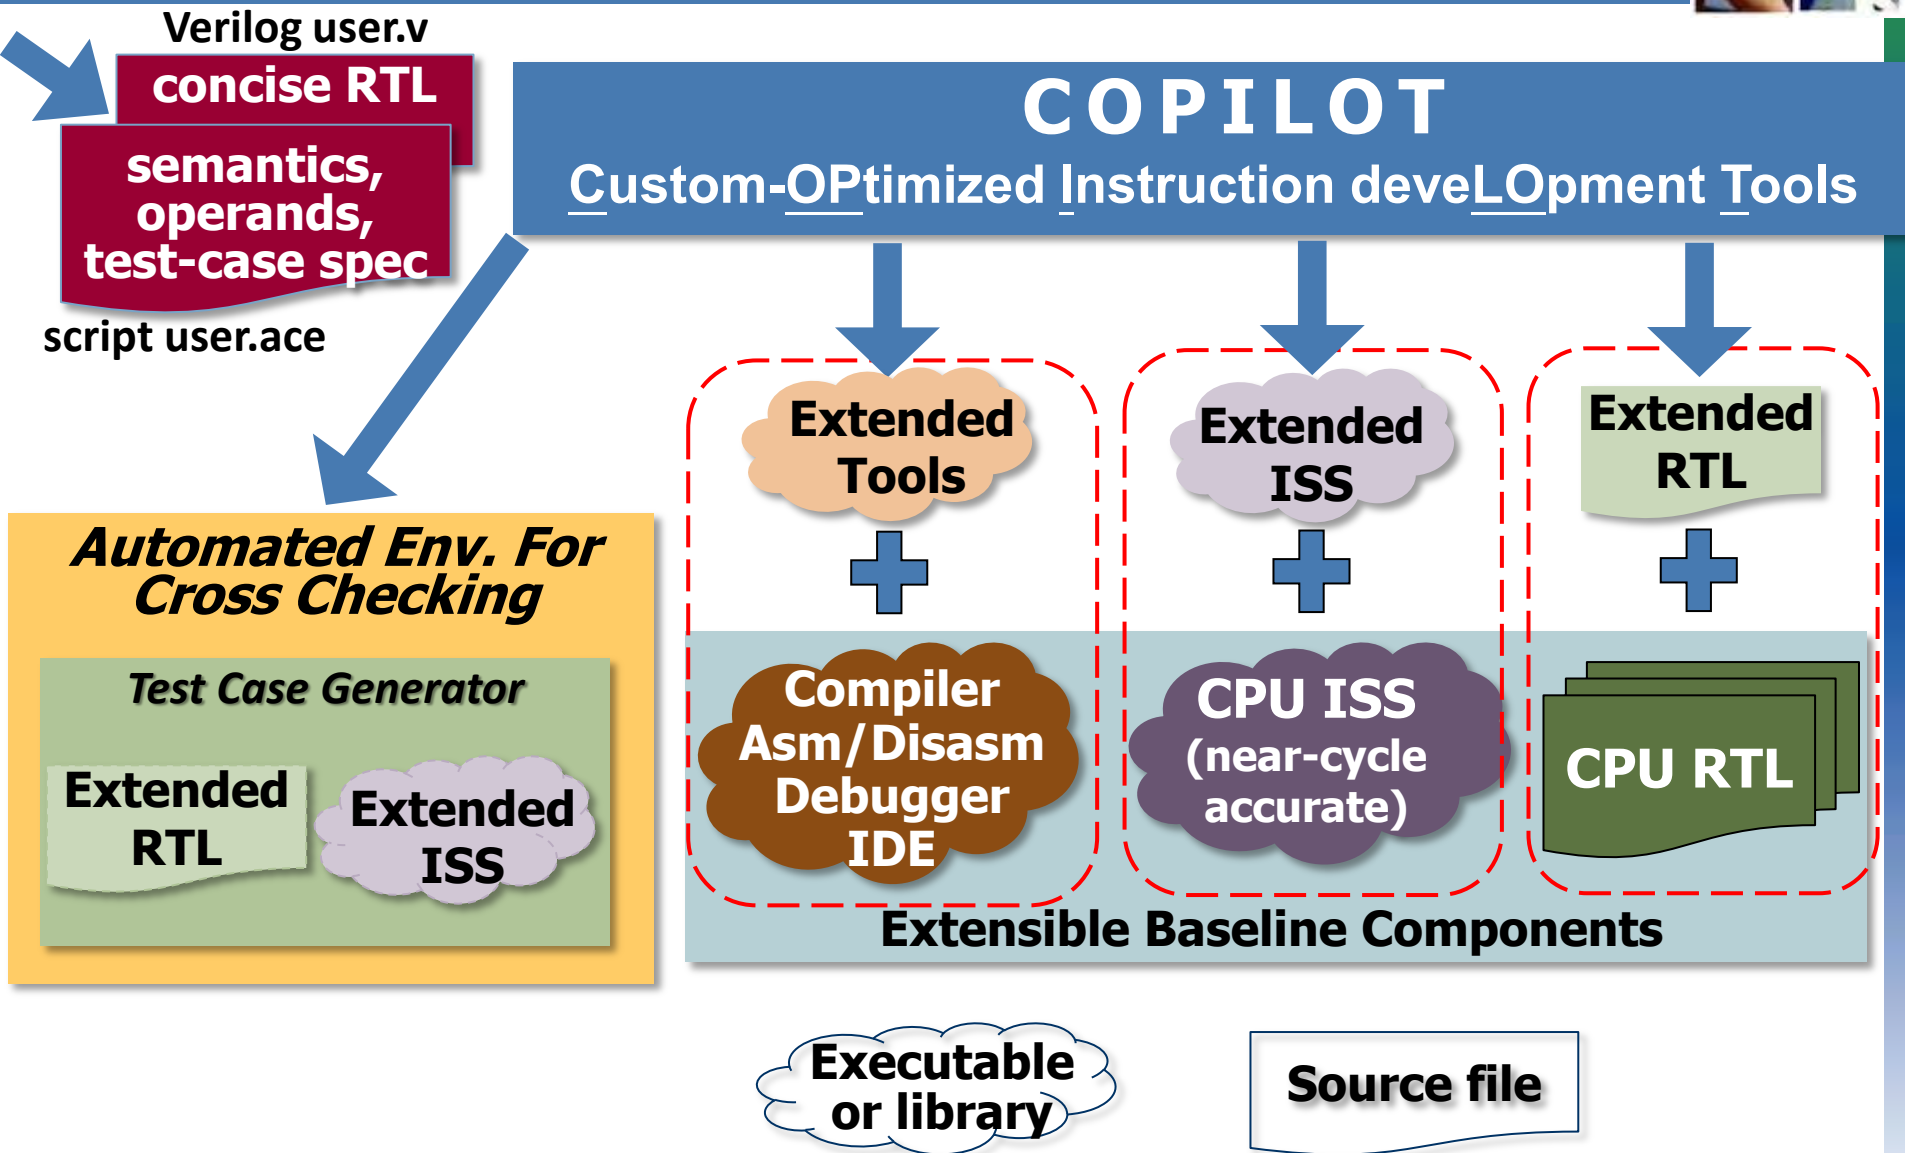 Verilog user.v
concise RTL
semantics,
operands,
test-case spec
script user.ace
COPILOT
Custom-OPtimized Instruction deveLOpment Tools
Extended
Tools
Extended
ISS
Extended
RTL
Automated Env. For
Cross Checking
Test Case Generator
Extended
RTL
Extended
ISS
Compiler
Asm/Disasm
Debugger
IDE
CPU ISS
(near-cycle
accurate)
CPU RTL
Extensible Baseline Components
Executable
or library
Source file